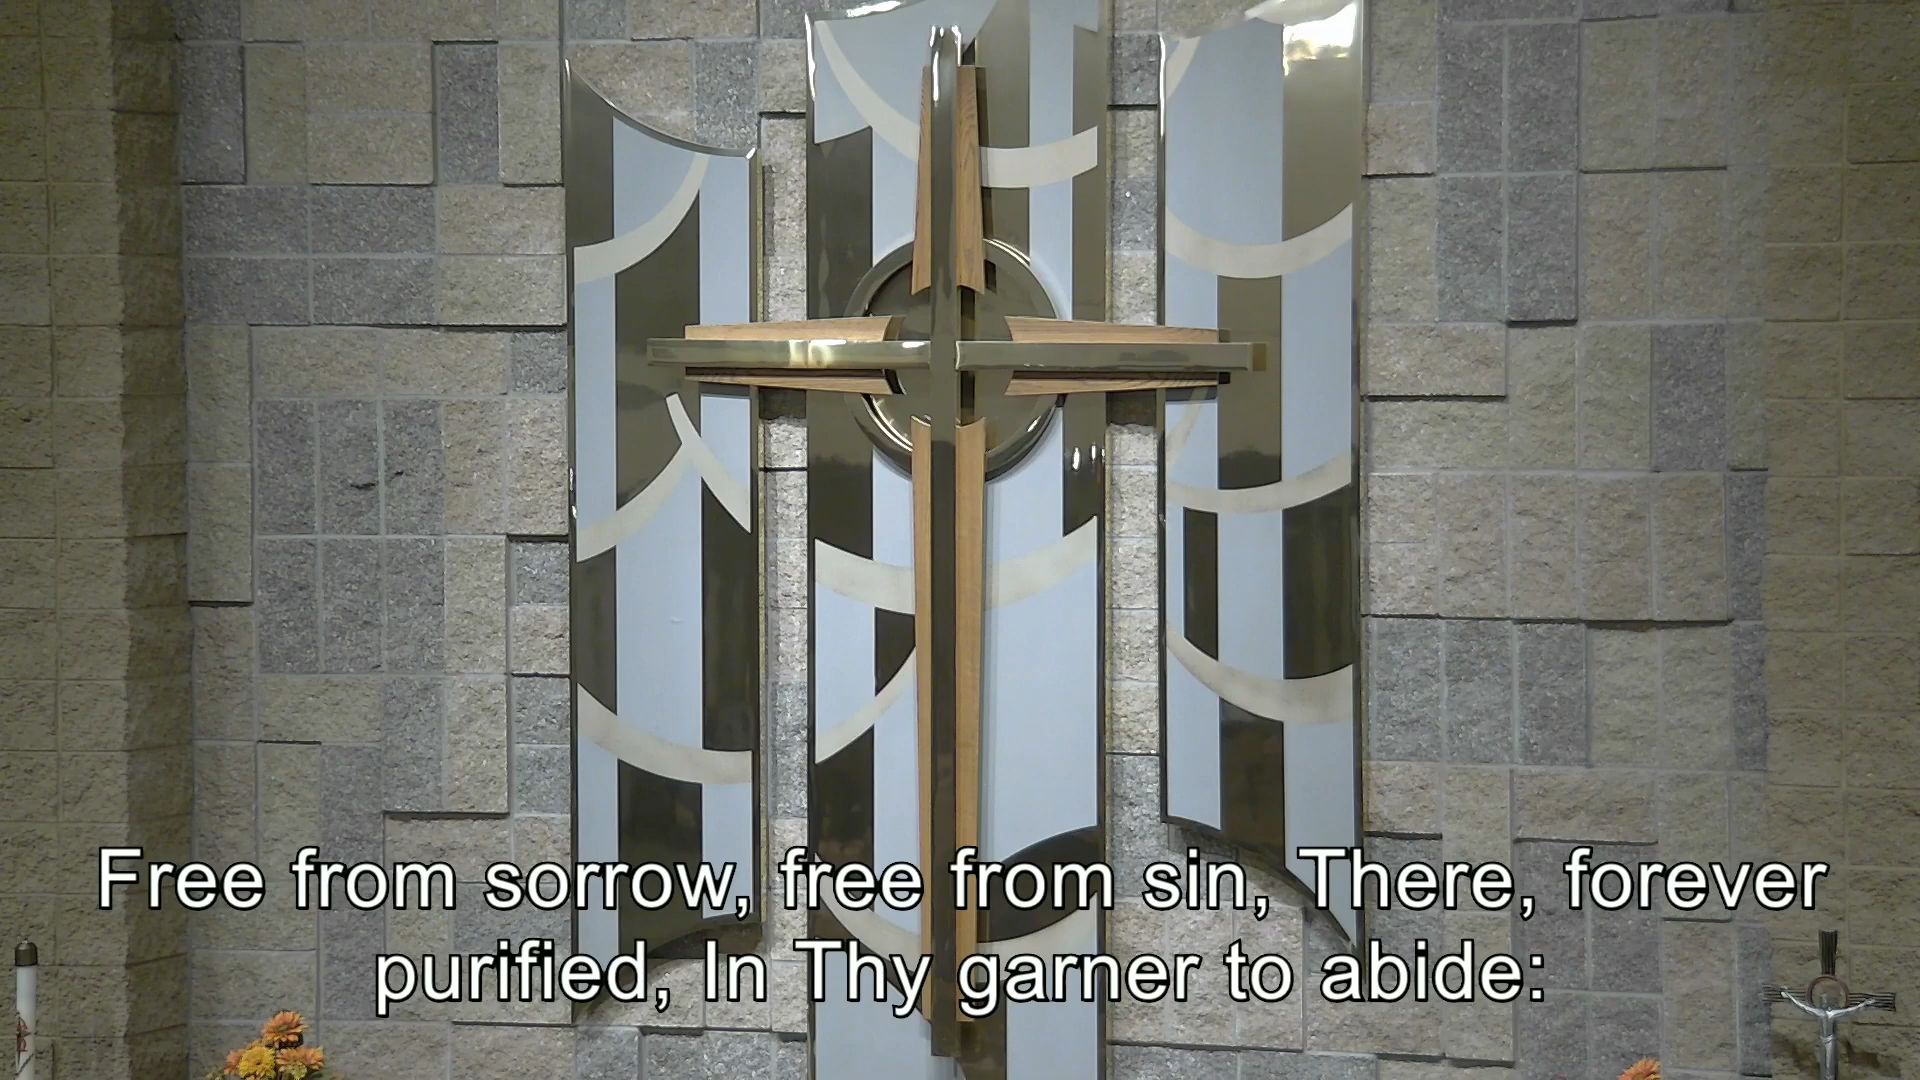 Free from sorrow, free from sin, There, forever
purified, In Thy garner to abide: